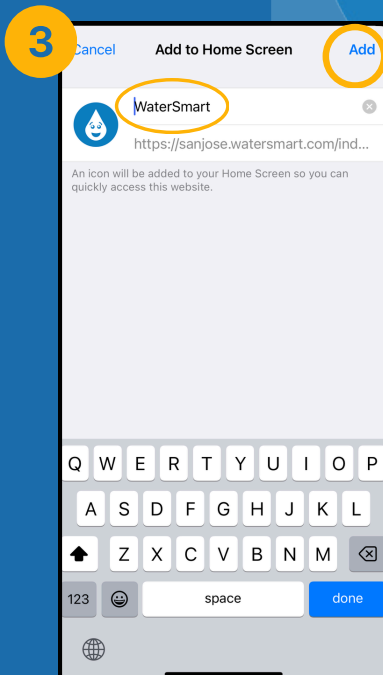 3
Cancel Add to Home Screen Add
WaterSmart
https://sanjose.watersmart.com/ind...
An icon will be added to your Home Screen so you can
quickly access this website.
Q W E R T Y U I O P
A S D F G H J K L
Z X C V B N M
123 space done